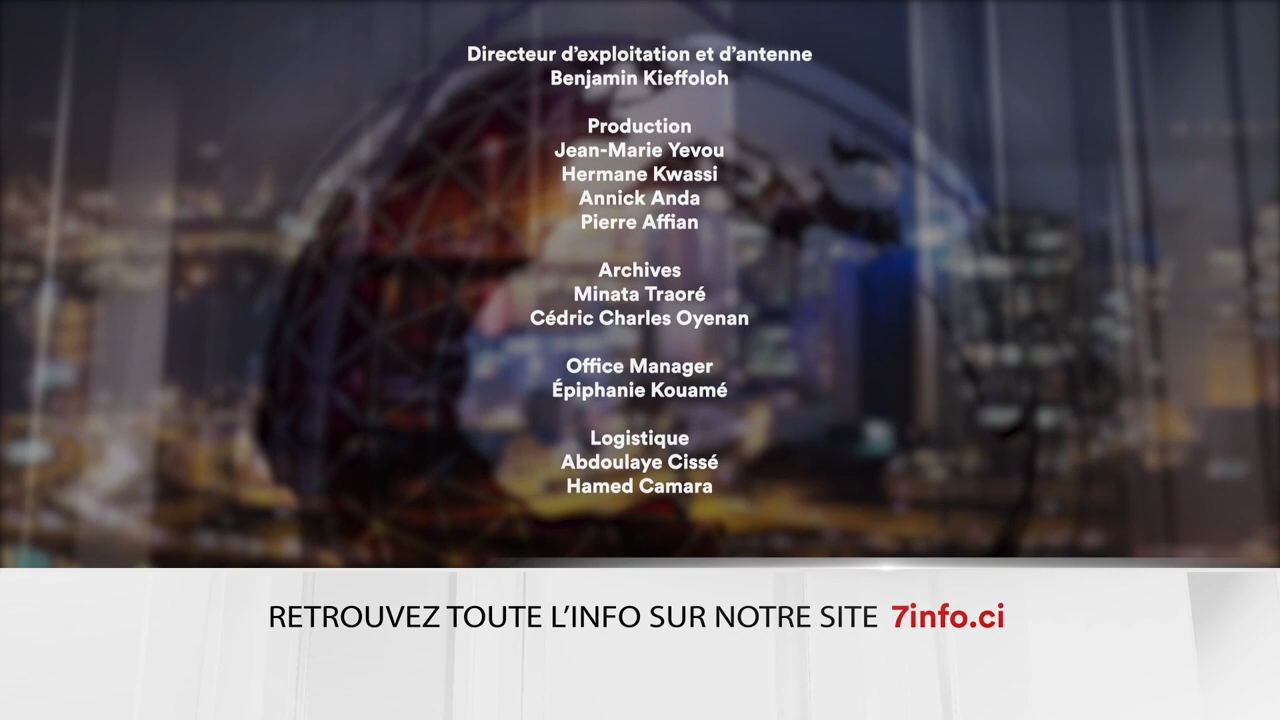 Directeur d’exploitation et d’antenne
Benjamin Kieffoloh
Production
Jean-Marie Yevou
Hermane Kwassi
Annick Anda
Pierre Affian
Archives
Minata Traoré
Cédric Charles Oyenan
Office Manager
Épiphanie Kouamé
Logistique
Abdoulaye Cissé
Hamed Camara
RETROUVEZ TOUTE L’INFO SUR NOTRE SITE 7info.ci